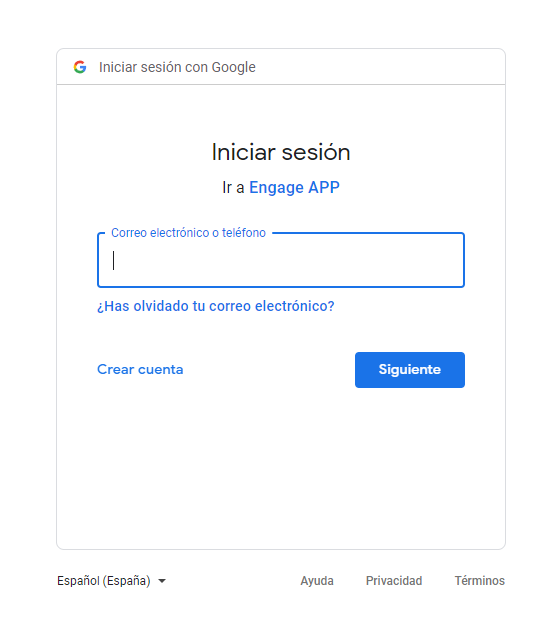 Iniciar sesión con Google
Iniciar sesión
Ir a Engage APP
Correo electrónico o teléfono
¿Has olvidado tu correo electrónico?
Crear cuenta
Siguiente
Español (España)
Ayuda
Privacidad
Términos